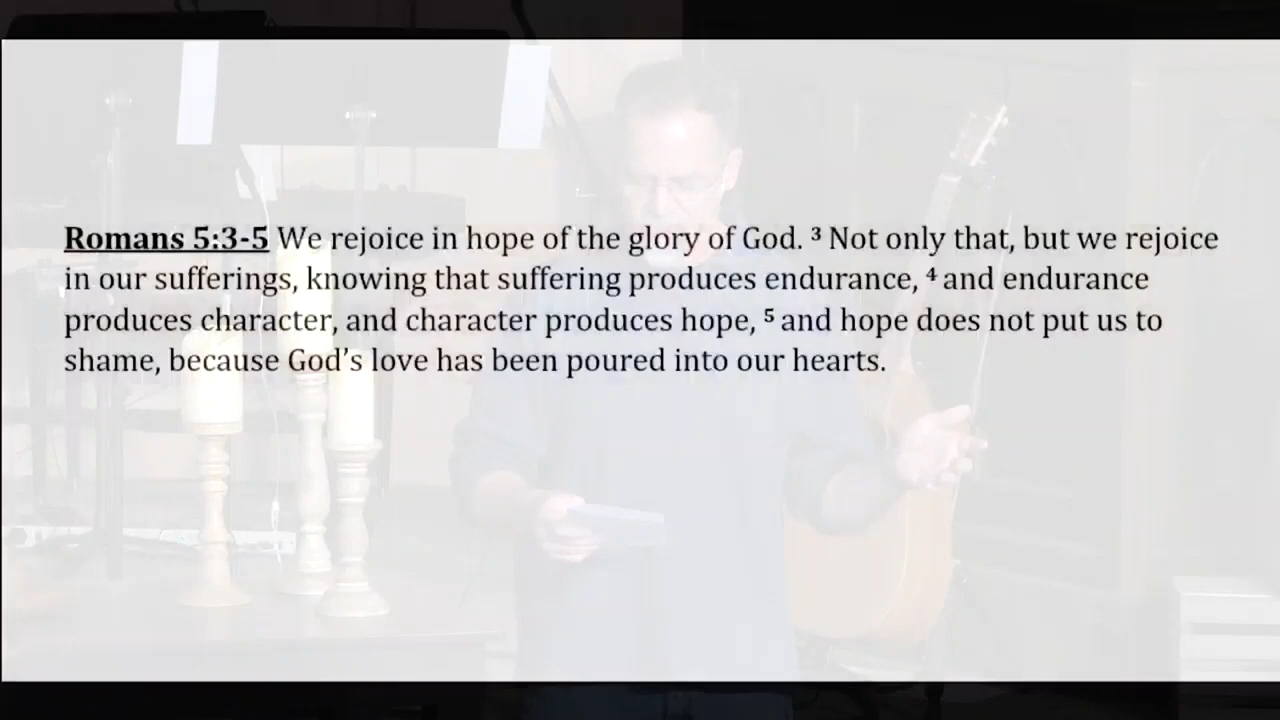 Romans 5:3-5 We rejoice in hope of the glory of God. ³ Not only that, but we rejoice
in our sufferings, knowing that suffering produces endurance, ⁴ and endurance
produces character, and character produces hope, ⁵ and hope does not put us to
shame, because God’s love has been poured into our hearts.